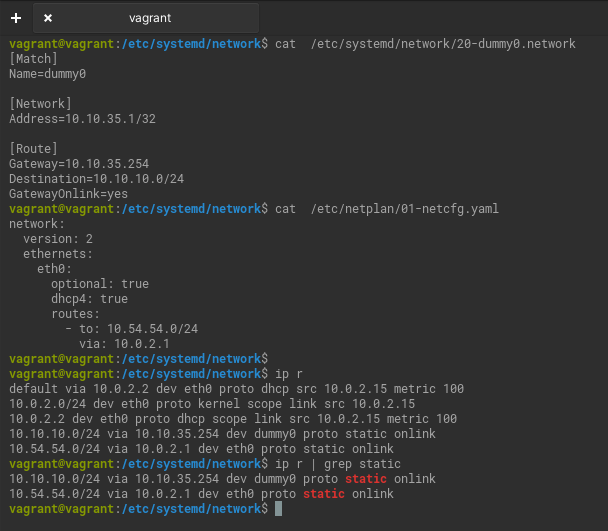 + × vagrant
vagrant@vagrant:/etc/systemd/network$ cat  /etc/systemd/network/20-dummy0.network
[Match]
Name=dummy0

[Network]
Address=10.10.35.1/32

[Route]
Gateway=10.10.35.254
Destination=10.10.10.0/24
GatewayOnlink=yes
vagrant@vagrant:/etc/systemd/network$ cat  /etc/netplan/01-netcfg.yaml
network:
  version: 2
  ethernets:
    eth0:
      optional: true
      dhcp4: true
      routes:
        - to: 10.54.54.0/24
          via: 10.0.2.1
vagrant@vagrant:/etc/systemd/network$
vagrant@vagrant:/etc/systemd/network$ ip r
default via 10.0.2.2 dev eth0 proto dhcp src 10.0.2.15 metric 100
10.0.2.0/24 dev eth0 proto kernel scope link src 10.0.2.15
10.0.2.2 dev eth0 proto dhcp scope link src 10.0.2.15 metric 100
10.10.10.0/24 via 10.10.35.254 dev dummy0 proto static onlink
10.54.54.0/24 via 10.0.2.1 dev eth0 proto static onlink
vagrant@vagrant:/etc/systemd/network$ ip r | grep static
10.10.10.0/24 via 10.10.35.254 dev dummy0 proto static onlink
10.54.54.0/24 via 10.0.2.1 dev eth0 proto static onlink
vagrant@vagrant:/etc/systemd/network$